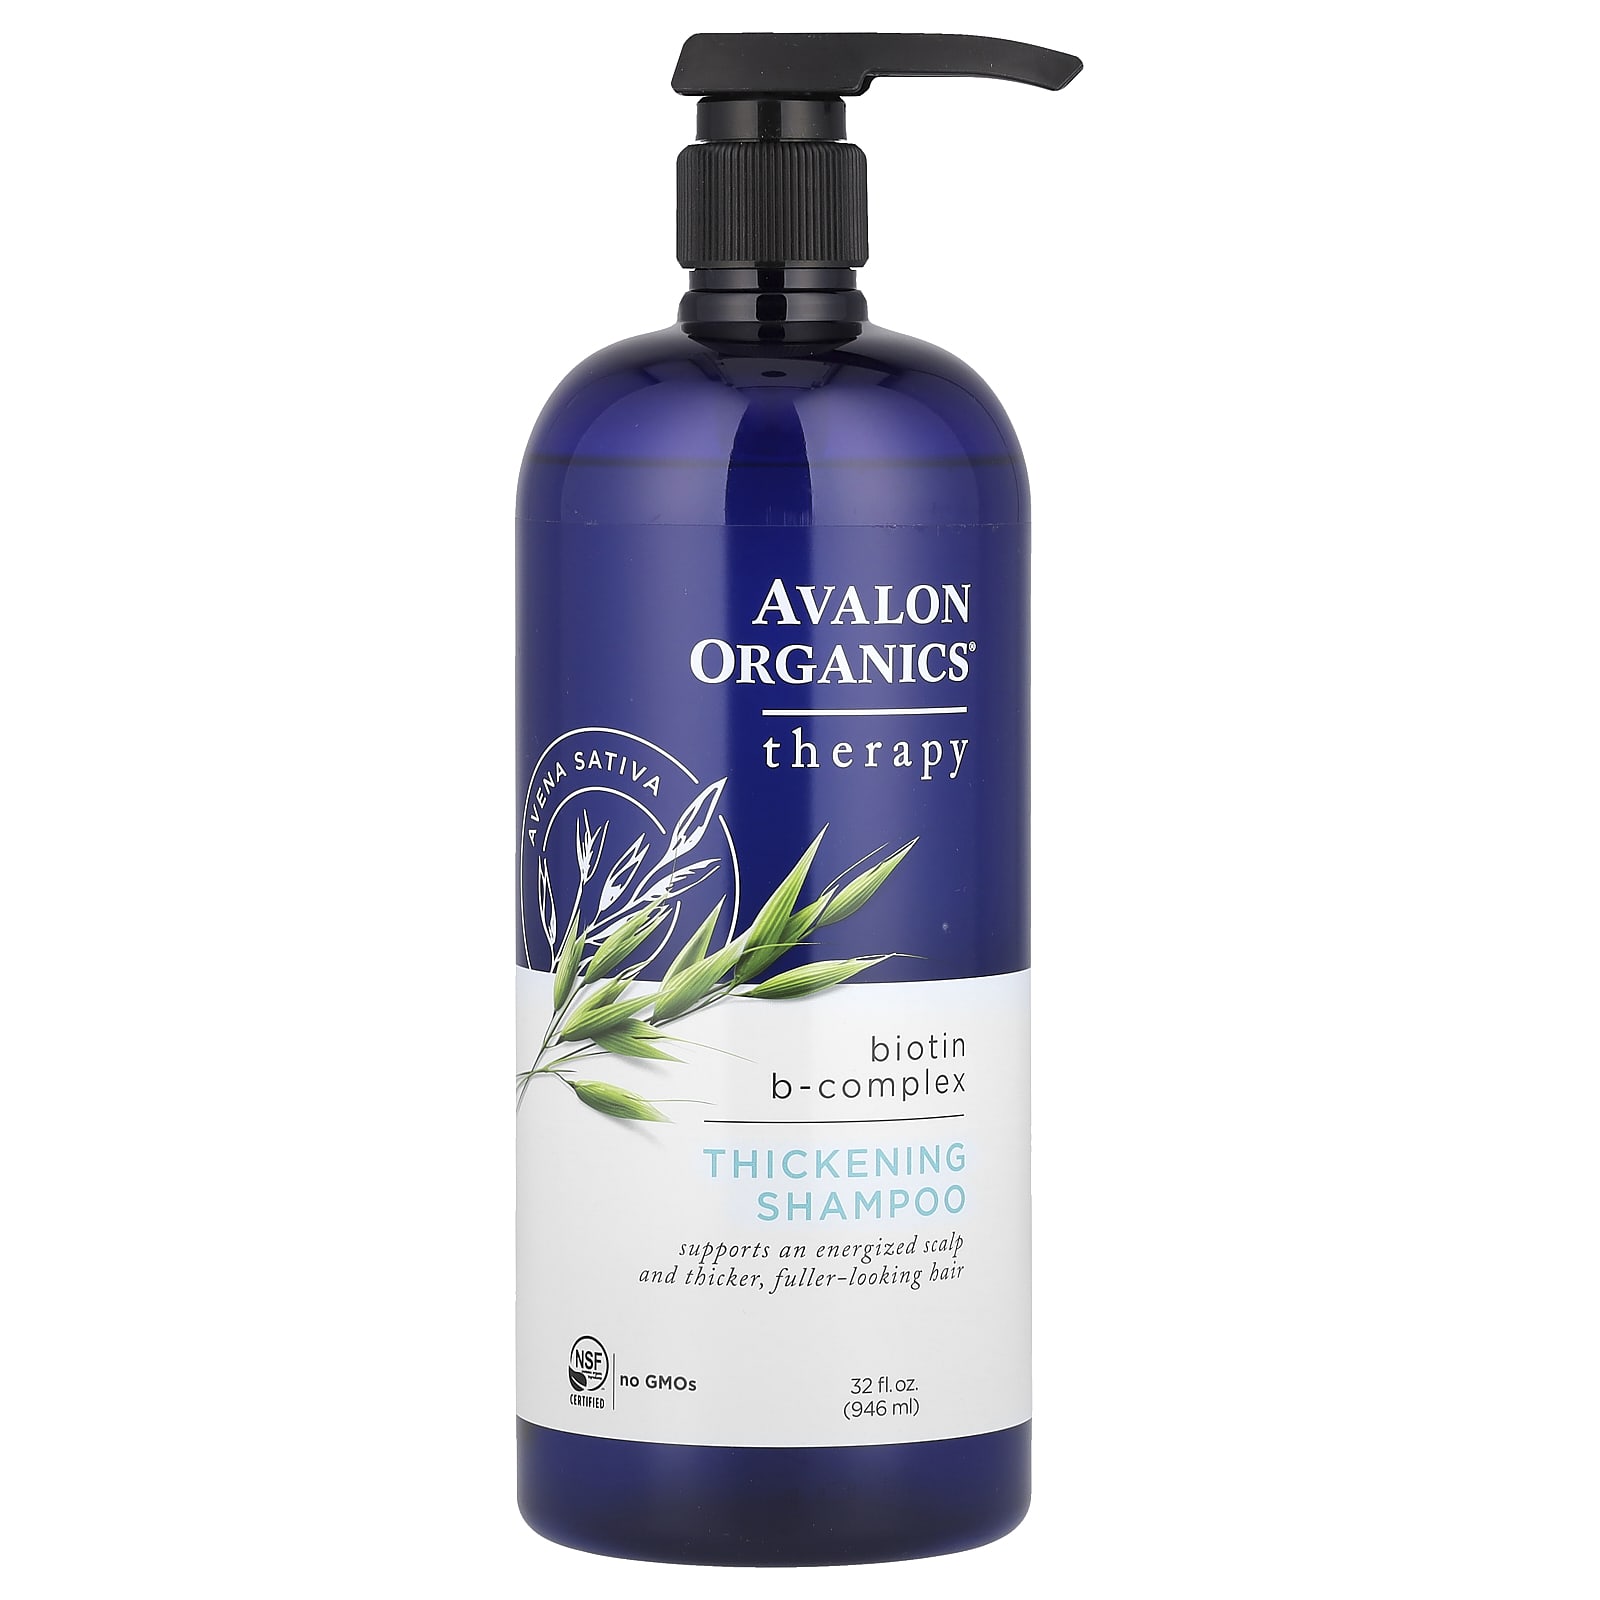 AVALON
ORGANICS®
therapy
AVENA SATIVA
biotin
b-complex
THICKENING
SHAMPOO
supports an energized scalp
and thicker, fuller-looking hair
NSF
CERTIFIED
no GMOs
32 fl. oz.
(946 ml)